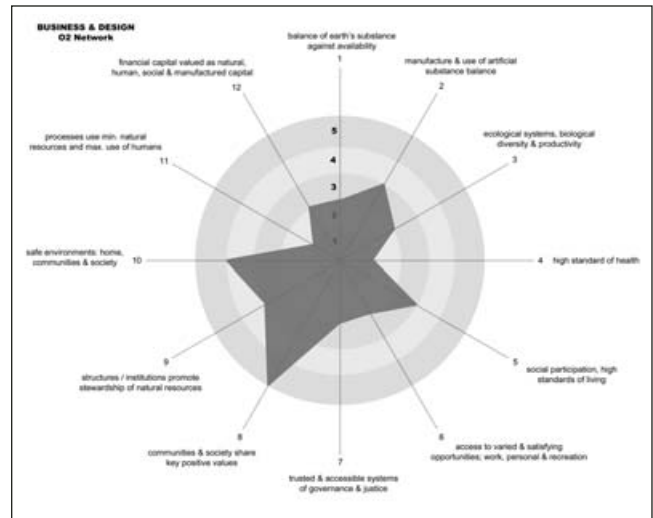 BUSINESS & DESIGN
O2 Network
balance of earth's substance
against availability
1
manufacture & use of artificial
substance balance
2
ecological systems, biological
diversity & productivity
3
4 high standard of health
5
social participation, high
standards of living
6
access to varied & satisfying
opportunities; work, personal & recreation
7
trusted & accessible systems
of governance & justice
8
communities & society share
key positive values
9
structures / institutions promote
stewardship of natural resources
safe environments: home,
communities & society
10
processes use min. natural
resources and max. use of humans
11
financial capital valued as natural,
human, social & manufactured capital
12
5
4
3
2
1